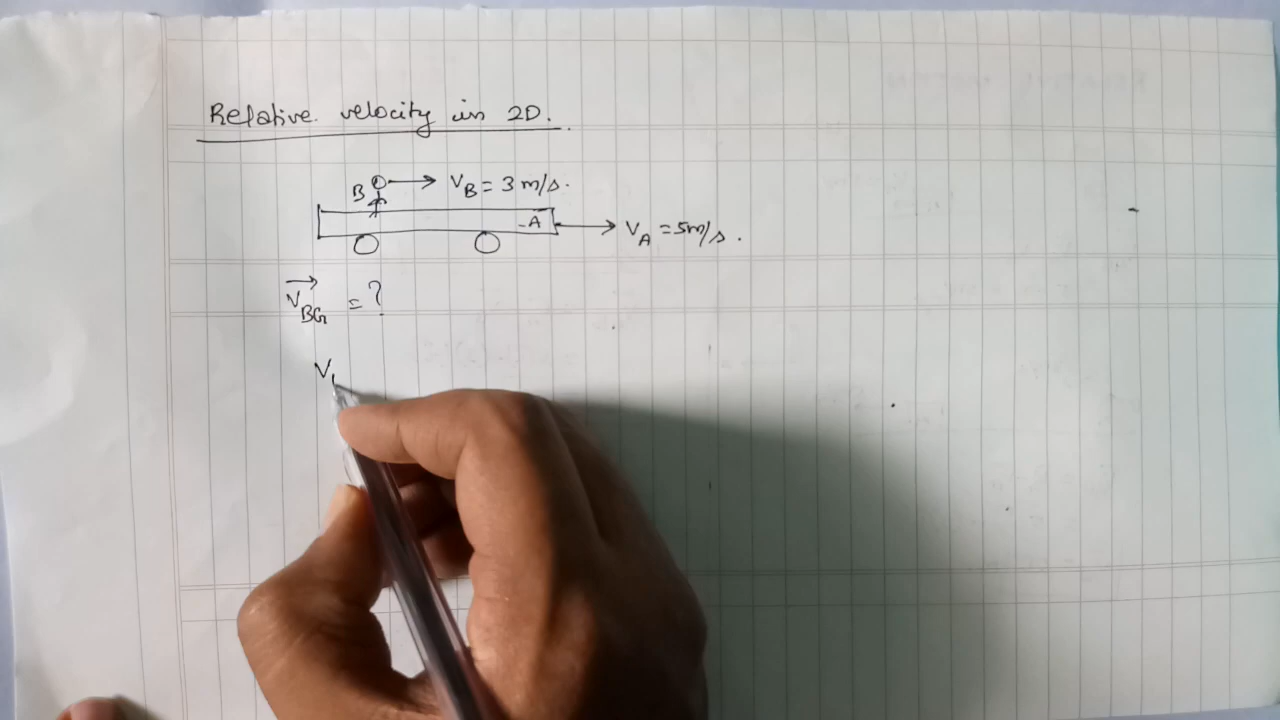 Relative velocity in 2D.
B V_B = 3 m/s.
A V_A = 5m/s.
V_BG = ?
V